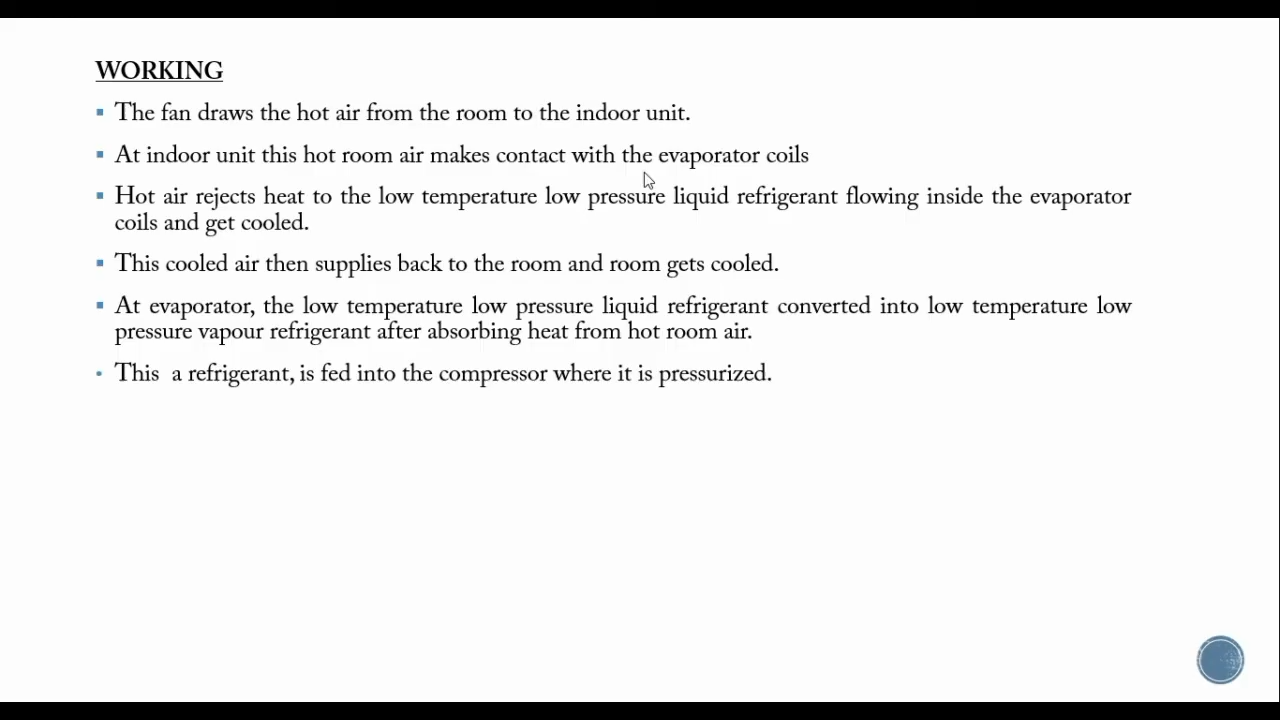 WORKING
▪ The fan draws the hot air from the room to the indoor unit.
▪ At indoor unit this hot room air makes contact with the evaporator coils
▪ Hot air rejects heat to the low temperature low pressure liquid refrigerant flowing inside the evaporator
coils and get cooled.
▪ This cooled air then supplies back to the room and room gets cooled.
▪ At evaporator, the low temperature low pressure liquid refrigerant converted into low temperature low
pressure vapour refrigerant after absorbing heat from hot room air.
• This  a refrigerant, is fed into the compressor where it is pressurized.